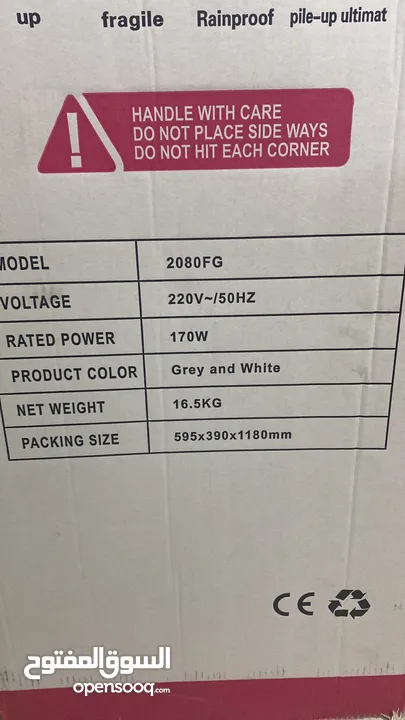 up fragile Rainproof pile-up ultimat
HANDLE WITH CARE
DO NOT PLACE SIDE WAYS
DO NOT HIT EACH CORNER
MODEL 2080FG
VOLTAGE 220V~/50HZ
RATED POWER 170W
PRODUCT COLOR Grey and White
NET WEIGHT 16.5KG
PACKING SIZE 595x390x1180mm
CE
السوق المفتوح
opensooq.com